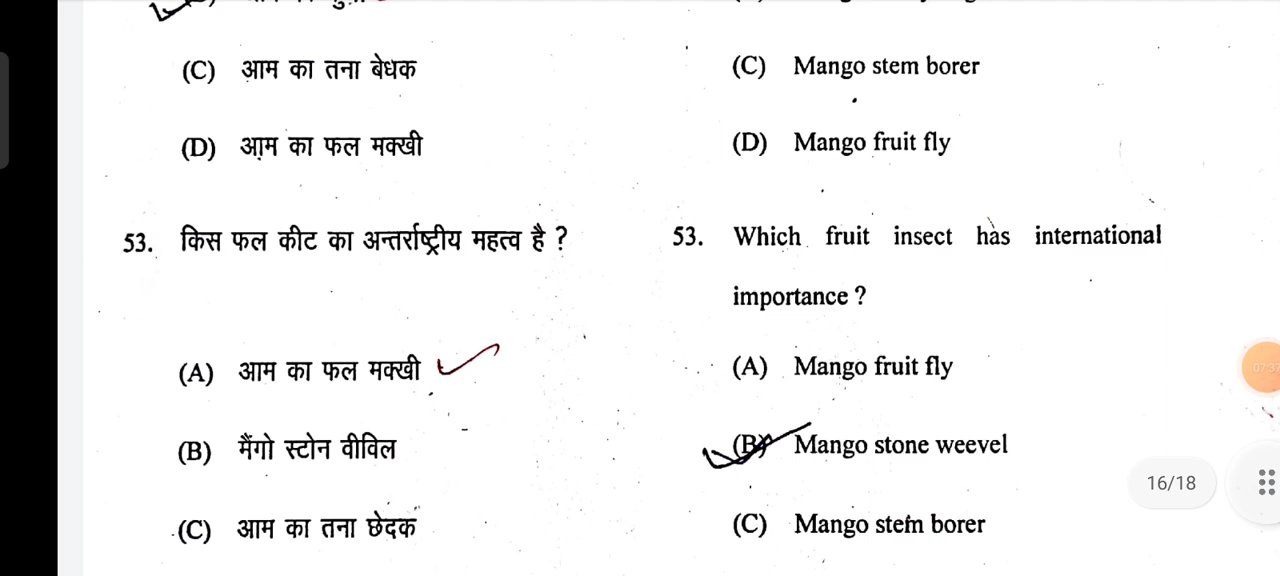 (C) आम का तना बेधक
(D) आम का फल मक्खी
53. किस फल कीट का अन्तर्राष्ट्रीय महत्व है ?
(A) आम का फल मक्खी
(B) मैंगो स्टोन वीविल
(C) आम का तना छेदक
(C) Mango stem borer
(D) Mango fruit fly
53. Which fruit insect has international
importance ?
(A) Mango fruit fly
(B) Mango stone weevel
(C) Mango stem borer
07:37
16/18